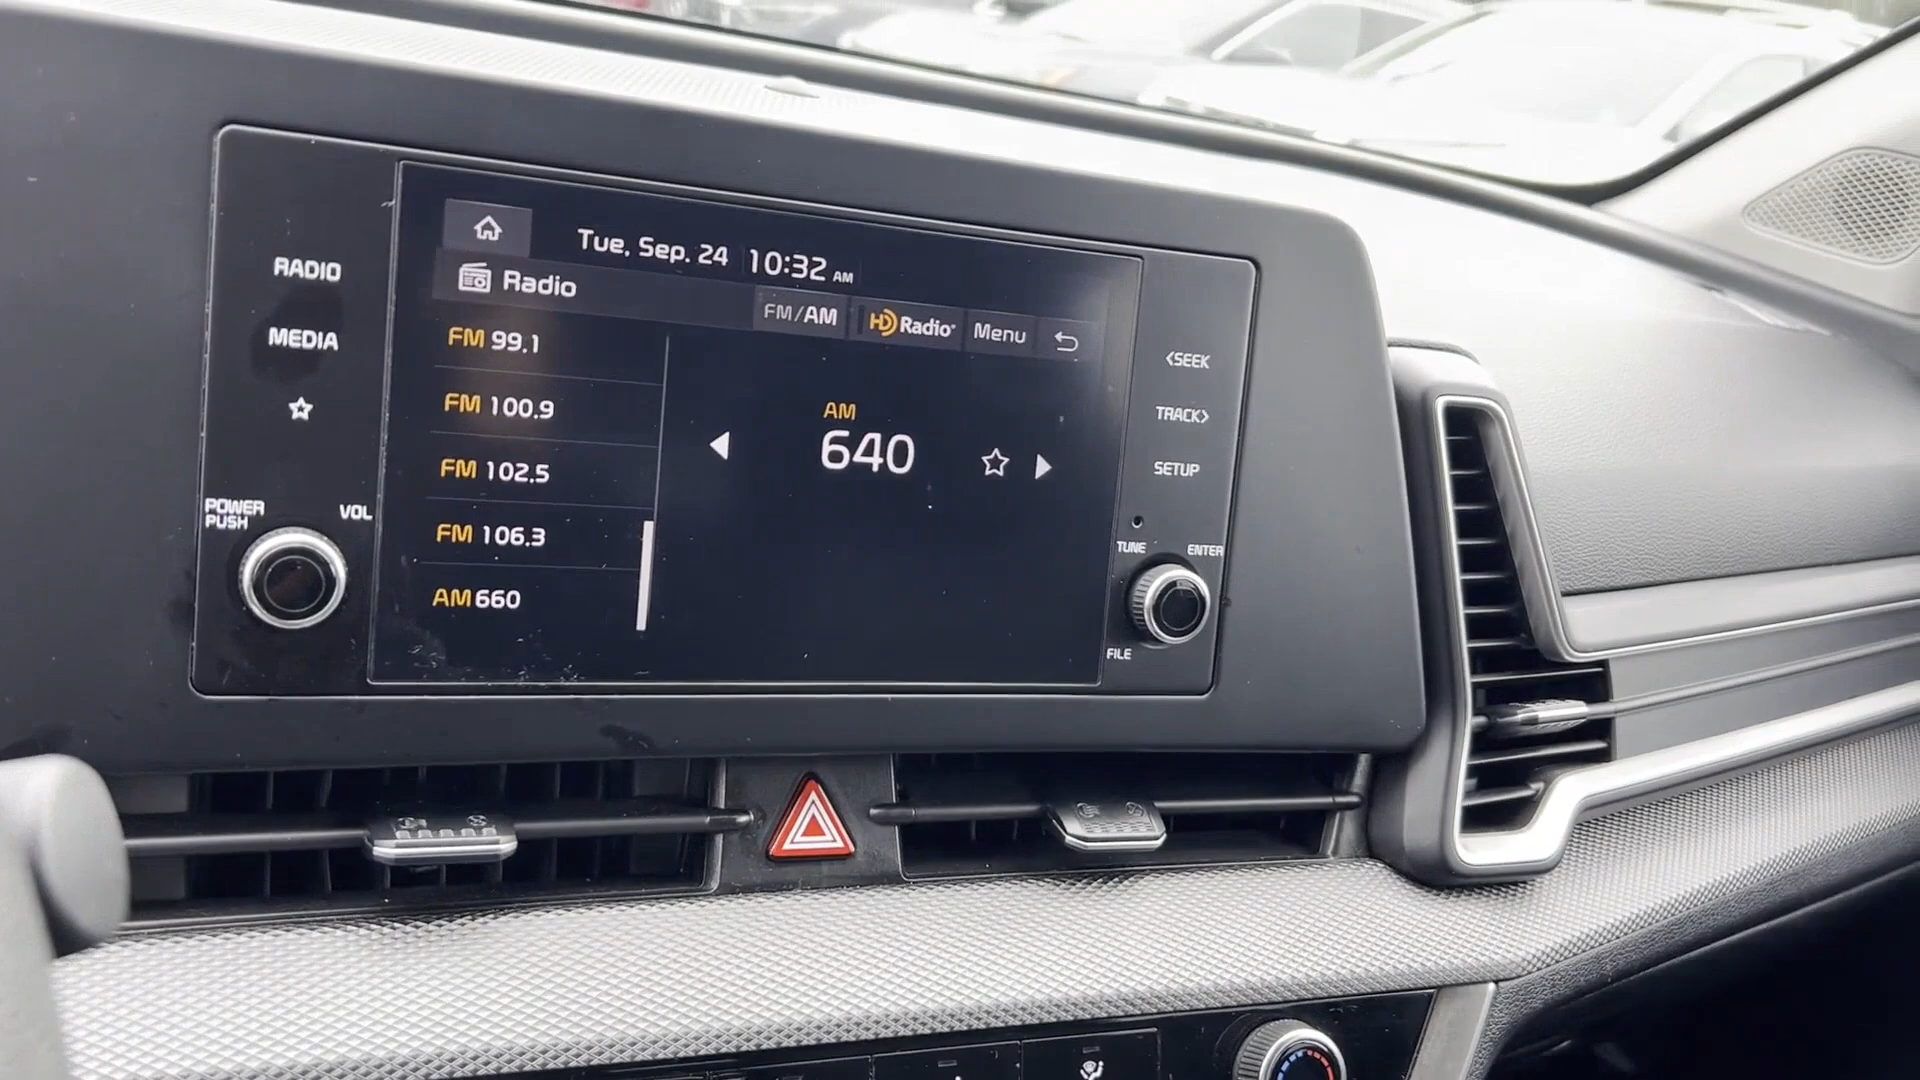 Tue, Sep. 24 10:32 AM
Radio
FM/AM HD Radio Menu
FM 99.1
FM 100.9
FM 102.5
FM 106.3
AM 660
AM
640
RADIO
MEDIA
POWER
PUSH
VOL
<SEEK
TRACK>
SETUP
TUNE
ENTER
FILE